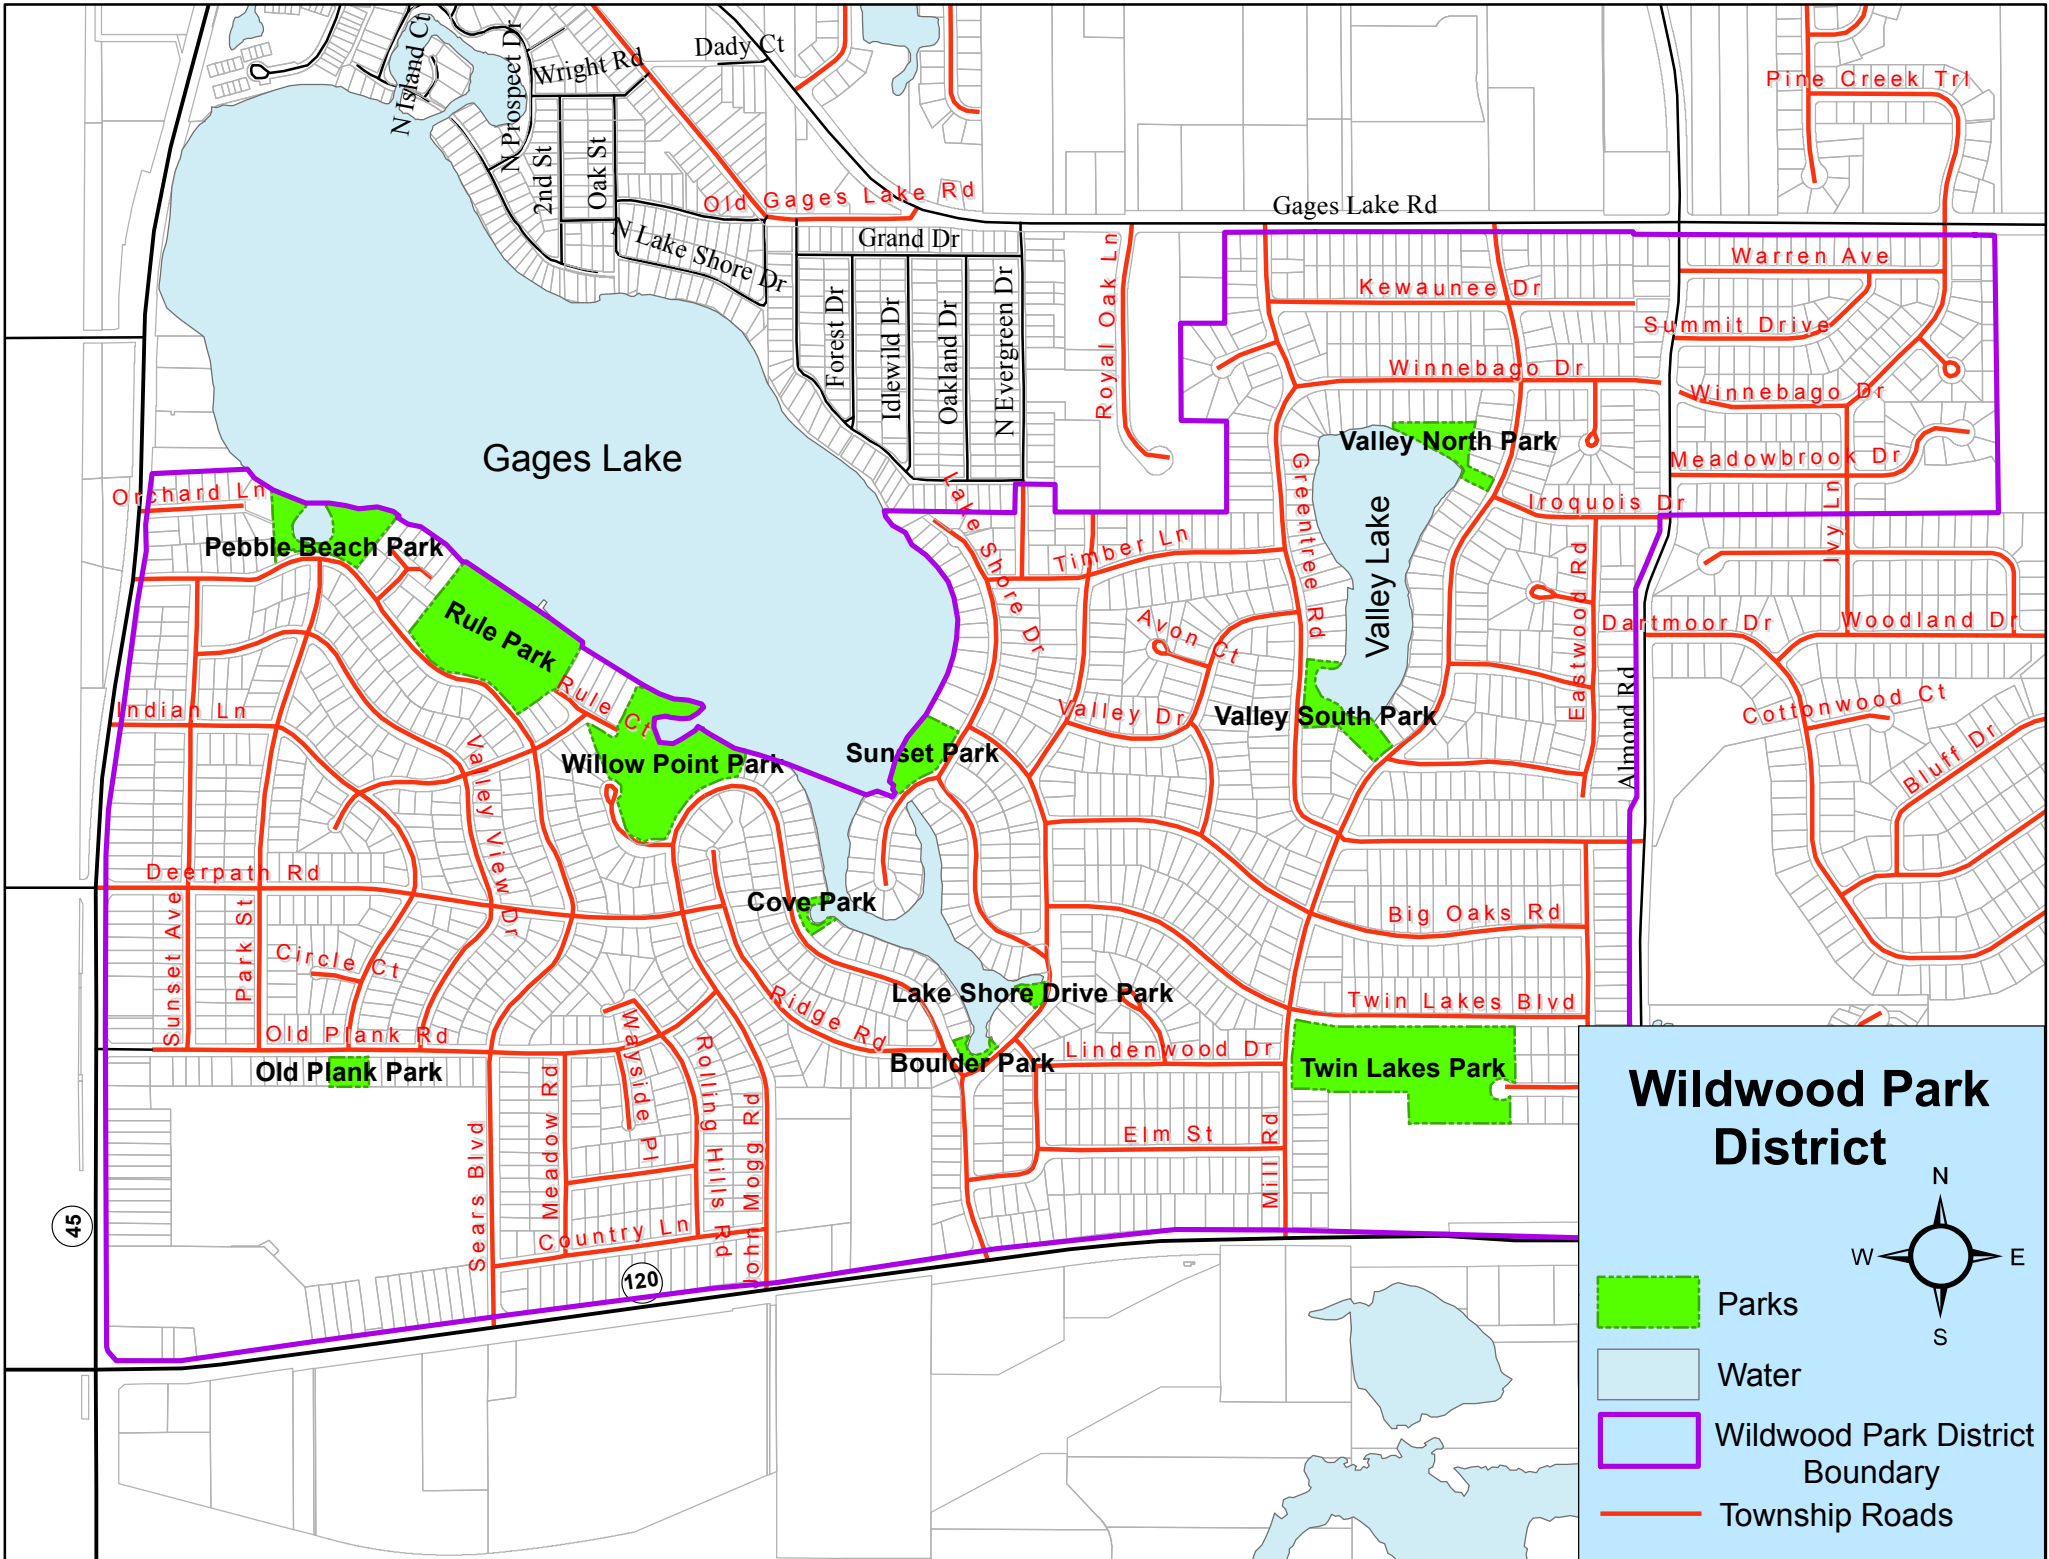 N Island Ct
N Prospect Dr
Wright Rd
Dady Ct
Pine Creek Trl
2nd St
Oak St
Old Gages Lake Rd
Gages Lake Rd
N Lake Shore Dr
Grand Dr
Forest Dr
Idlewild Dr
Oakland Dr
N Evergreen Dr
Royal Oak Ln
Warren Ave
Kewaunee Dr
Summit Drive
Winnebago Dr
Winnebago Dr
Gages Lake
Valley North Park
Meadowbrook Dr
Orchard Ln
Lake Shore Dr
Greentree Rd
Iroquois Dr
Ivy Ln
Pebble Beach Park
Timber Ln
Valley Lake
Eastwood Rd
Rule Park
Avon Ct
Dartmoor Dr
Woodland Dr
Rule Ct
Indian Ln
Valley Dr
Valley South Park
Almond Rd
Cottonwood Ct
Bluff Dr
Valley View Dr
Willow Point Park
Sunset Park
Deerpath Rd
Cove Park
Big Oaks Rd
Sunset Ave
Park St
Circle Ct
Lake Shore Drive Park
Twin Lakes Blvd
Ridge Rd
Old Plank Rd
Wayside Pl
Rolling Hills Rd
Lindenwood Dr
Boulder Park
Old Plank Park
Twin Lakes Park
Meadow Rd
John Mogg Rd
Sears Blvd
Elm St
Mill Rd
Country Ln
45
120
Wildwood Park
District
N
W
E
S
Parks
Water
Wildwood Park District
Boundary
Township Roads